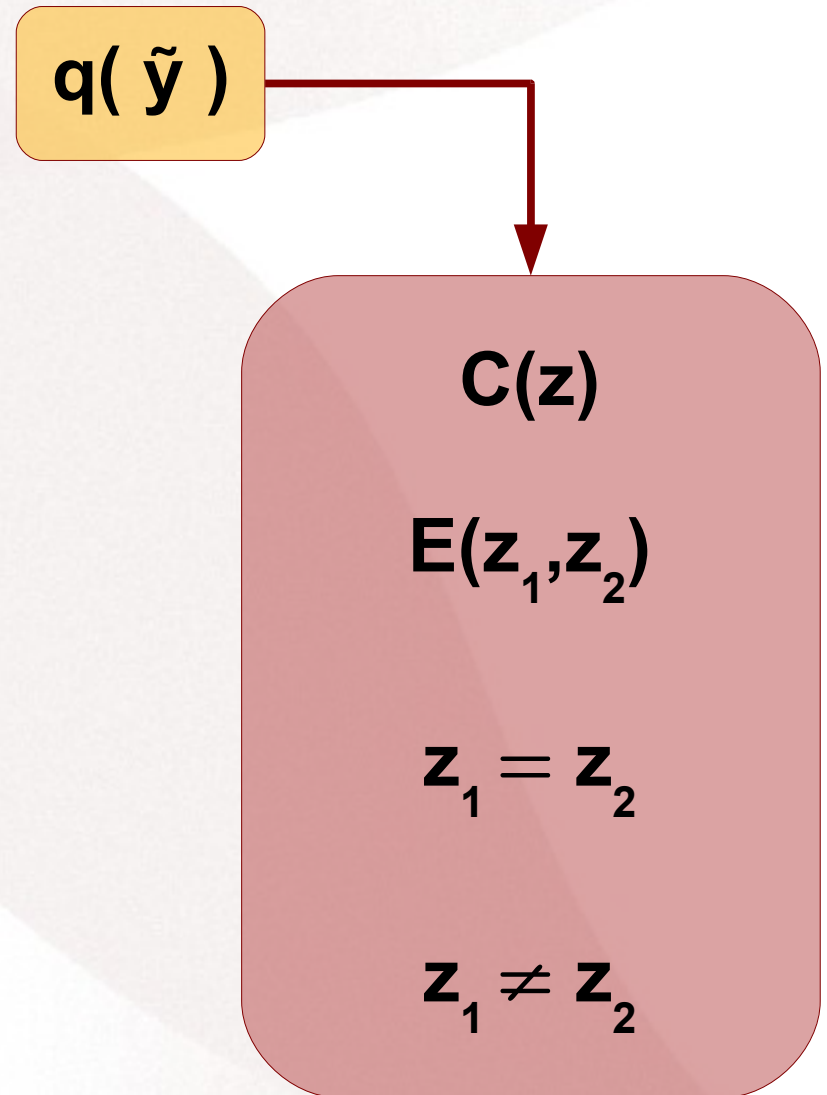 q( ỹ )
C(z)
E(z₁,z₂)
z₁ = z₂
z₁ ≠ z₂